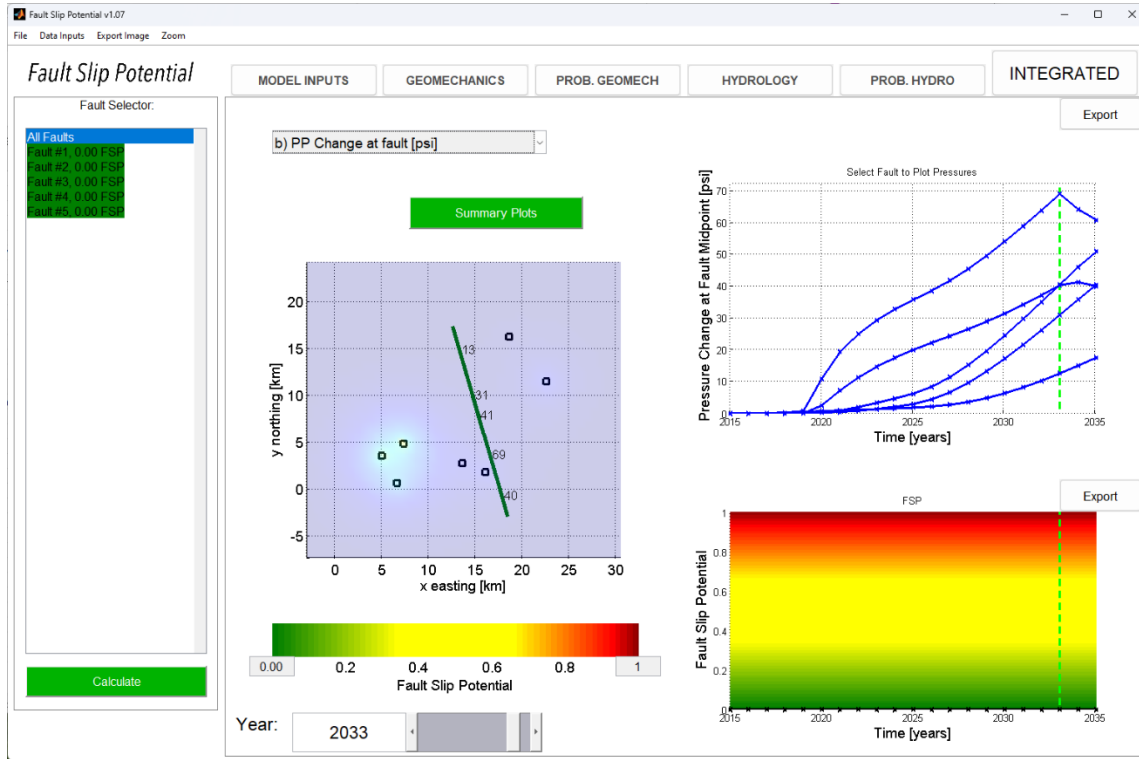 Fault Slip Potential v1.07
File Data Inputs Export Image Zoom
Fault Slip Potential
MODEL INPUTS GEOMECHANICS PROB. GEOMECH HYDROLOGY PROB. HYDRO INTEGRATED
Fault Selector:
All Faults
Fault #1, 0.00 FSP
Fault #2, 0.00 FSP
Fault #3, 0.00 FSP
Fault #4, 0.00 FSP
Fault #5, 0.00 FSP
Calculate
b) PP Change at fault [psi]
Summary Plots
y northing [km]
20
15
10
5
0
-5
13
31
41
69
40
0 5 10 15 20 25 30
x easting [km]
0.00 0.2 0.4 0.6 0.8 1
Fault Slip Potential
Year: 2033
Export
Select Fault to Plot Pressures
Pressure Change at Fault Midpoint [psi]
70
60
50
40
30
20
10
0
2015 2020 2025 2030 2035
Time [years]
Export
FSP
Fault Slip Potential
1
0.8
0.6
0.4
0.2
0
2015 2020 2025 2030 2035
Time [years]